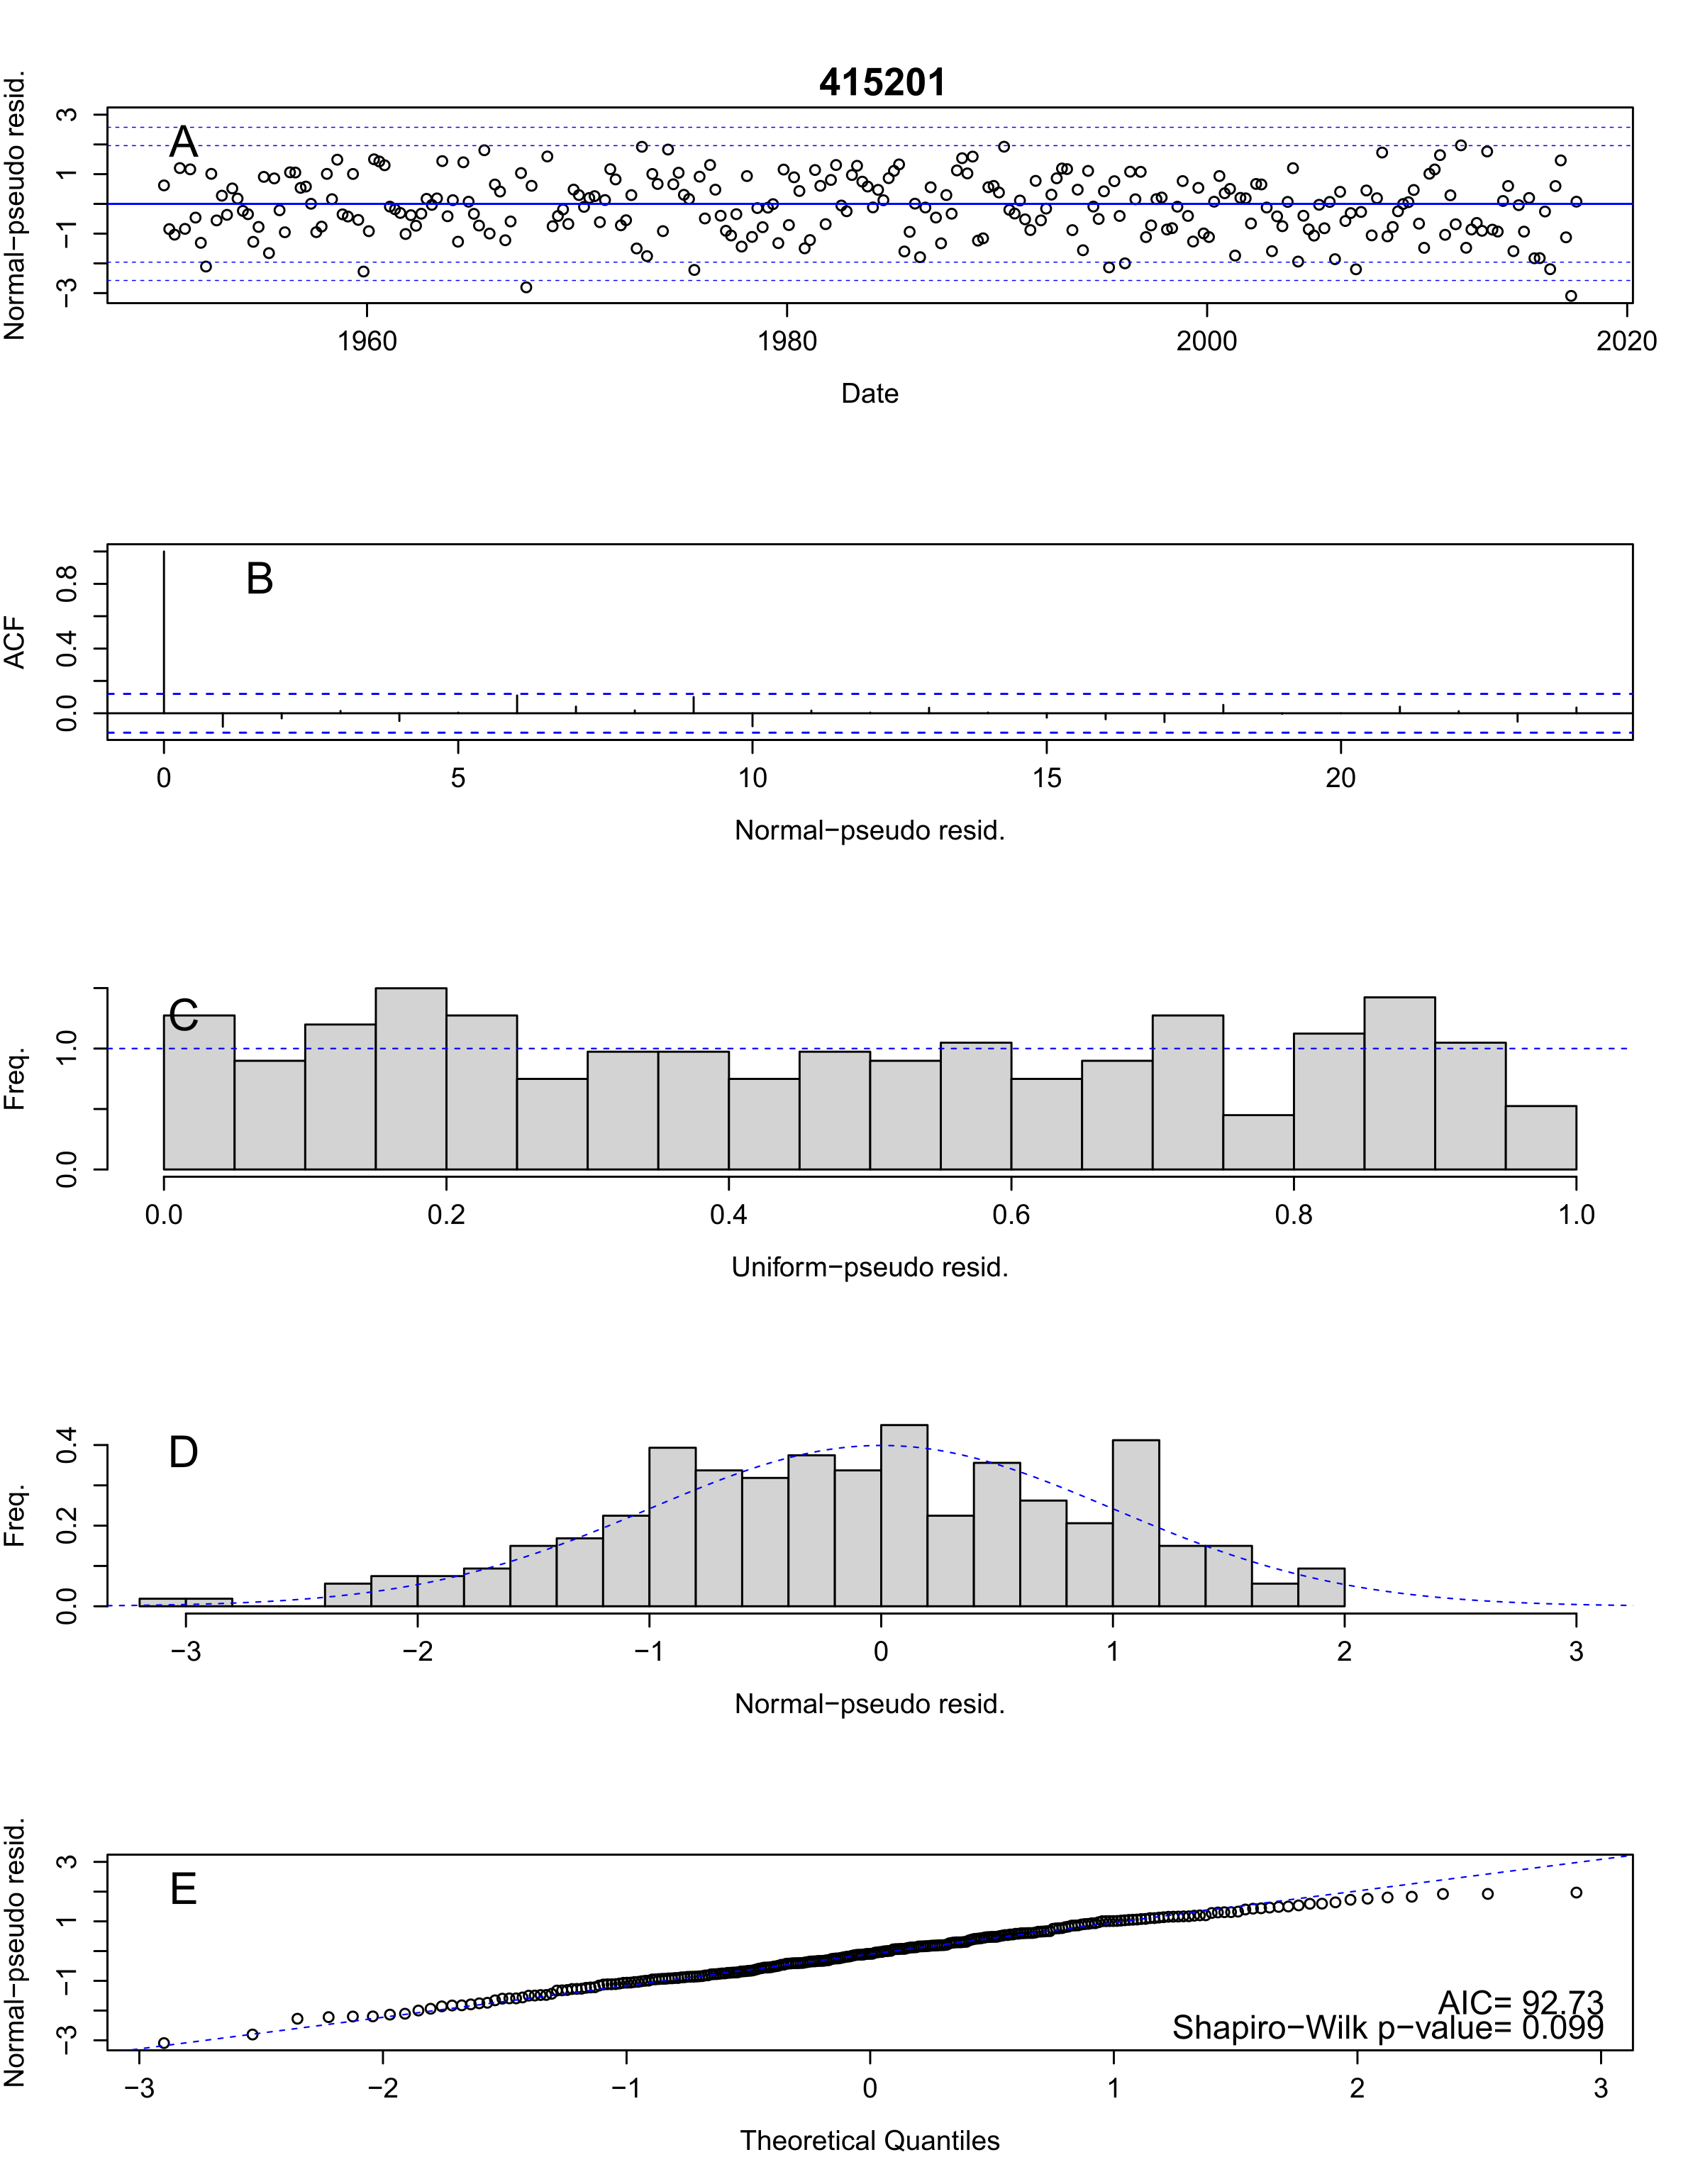 415201
Normal−pseudo resid.
3
1
−1
−3
A
1960 1980 2000 2020
Date
ACF
0.8
0.4
0.0
B
0 5 10 15 20
Normal−pseudo resid.
Freq.
1.0
0.0
C
0.0 0.2 0.4 0.6 0.8 1.0
Uniform−pseudo resid.
Freq.
0.4
0.2
0.0
D
−3 −2 −1 0 1 2 3
Normal−pseudo resid.
Normal−pseudo resid.
3
1
−1
−3
E
AIC= 92.73
Shapiro−Wilk p−value= 0.099
−3 −2 −1 0 1 2 3
Theoretical Quantiles